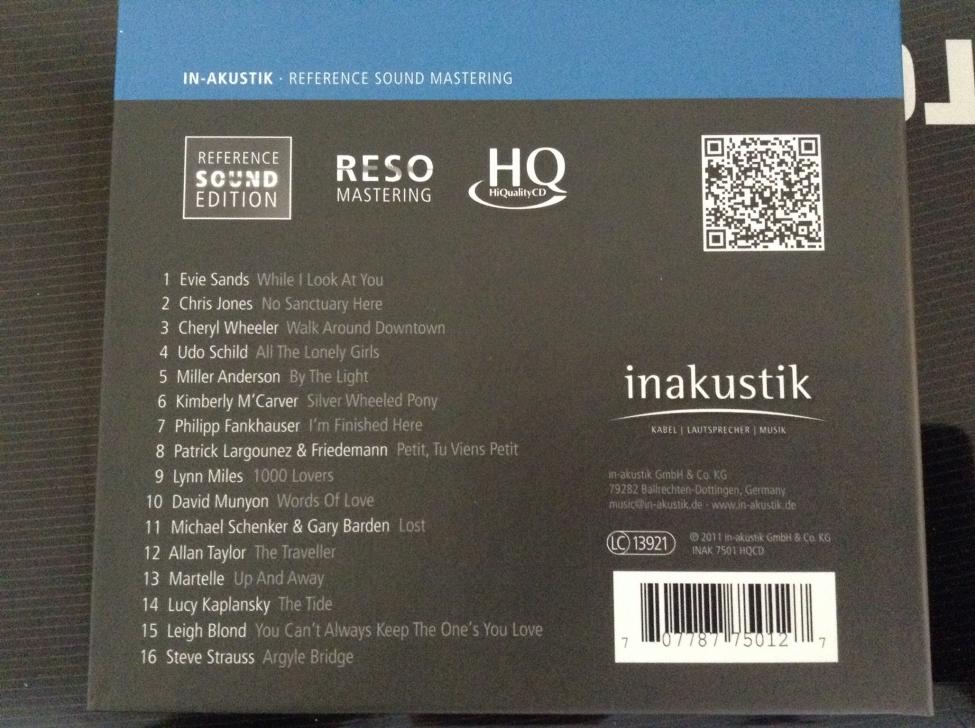 IN-AKUSTIK · REFERENCE SOUND MASTERING
REFERENCE
SOUND
EDITION
RESO
MASTERING
HQ
HiQualityCD
1 Evie Sands While I Look At You
2 Chris Jones No Sanctuary Here
3 Cheryl Wheeler Walk Around Downtown
4 Udo Schild All The Lonely Girls
5 Miller Anderson By The Light
6 Kimberly M'Carver Silver Wheeled Pony
7 Philipp Fankhauser I'm Finished Here
8 Patrick Largounez & Friedemann Petit, Tu Viens Petit
9 Lynn Miles 1000 Lovers
10 David Munyon Words Of Love
11 Michael Schenker & Gary Barden Lost
12 Allan Taylor The Traveller
13 Martelle Up And Away
14 Lucy Kaplansky The Tide
15 Leigh Blond You Can't Always Keep The One's You Love
16 Steve Strauss Argyle Bridge
inakustik
KABEL | LAUTSPRECHER | MUSIK
in-akustik GmbH & Co. KG
79282 Ballrechten-Dottingen, Germany
music@in-akustik.de · www.in-akustik.de
LC 13921
℗ 2011 in-akustik GmbH & Co. KG
INAK 7501 HQCD
7 07787 75012 7